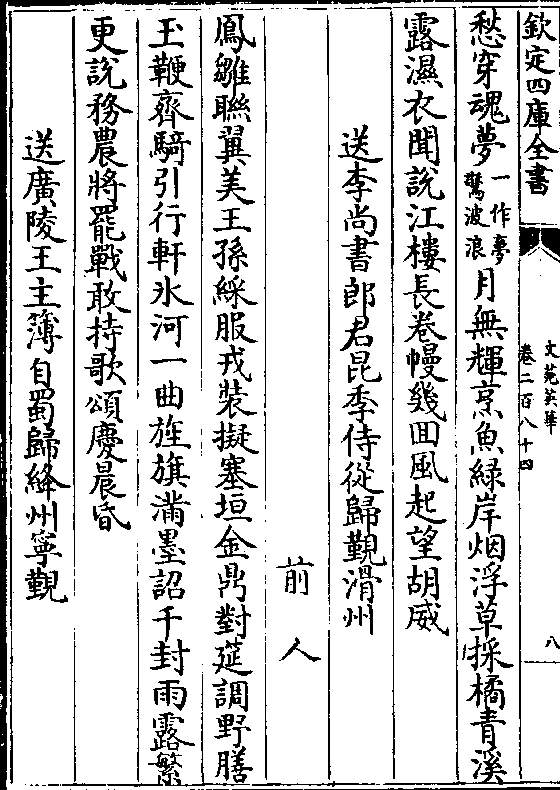 欽定四庫全書
文苑英華
卷二百八十四
八
愁穿魂夢一作夢驚波浪月無輝烹魚緑岸烟浮草採橘青溪
露濕衣聞說江樓長卷幔幾回風起望胡威
送李尚書郎君昆季侍從歸覲滑州
前人
鳳雛聯翼美王孫綵服戎裝擬塞垣金鼎對莚調野膳
玉鞭齊騎引行軒氷河一曲旌旗滿墨詔千封雨露繁
更說務農將罷戰敢持歌頌慶晨昏
送廣陵王主簿自蜀歸絳州寧覲